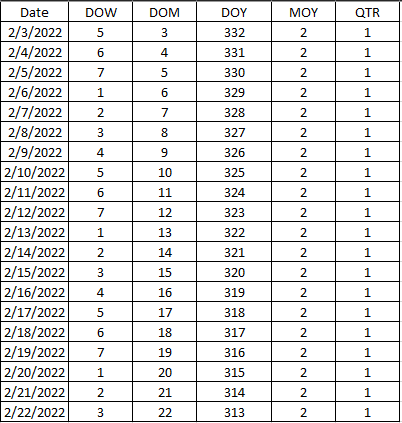 Date DOW DOM DOY MOY QTR
2/3/2022 5 3 332 2 1
2/4/2022 6 4 331 2 1
2/5/2022 7 5 330 2 1
2/6/2022 1 6 329 2 1
2/7/2022 2 7 328 2 1
2/8/2022 3 8 327 2 1
2/9/2022 4 9 326 2 1
2/10/2022 5 10 325 2 1
2/11/2022 6 11 324 2 1
2/12/2022 7 12 323 2 1
2/13/2022 1 13 322 2 1
2/14/2022 2 14 321 2 1
2/15/2022 3 15 320 2 1
2/16/2022 4 16 319 2 1
2/17/2022 5 17 318 2 1
2/18/2022 6 18 317 2 1
2/19/2022 7 19 316 2 1
2/20/2022 1 20 315 2 1
2/21/2022 2 21 314 2 1
2/22/2022 3 22 313 2 1